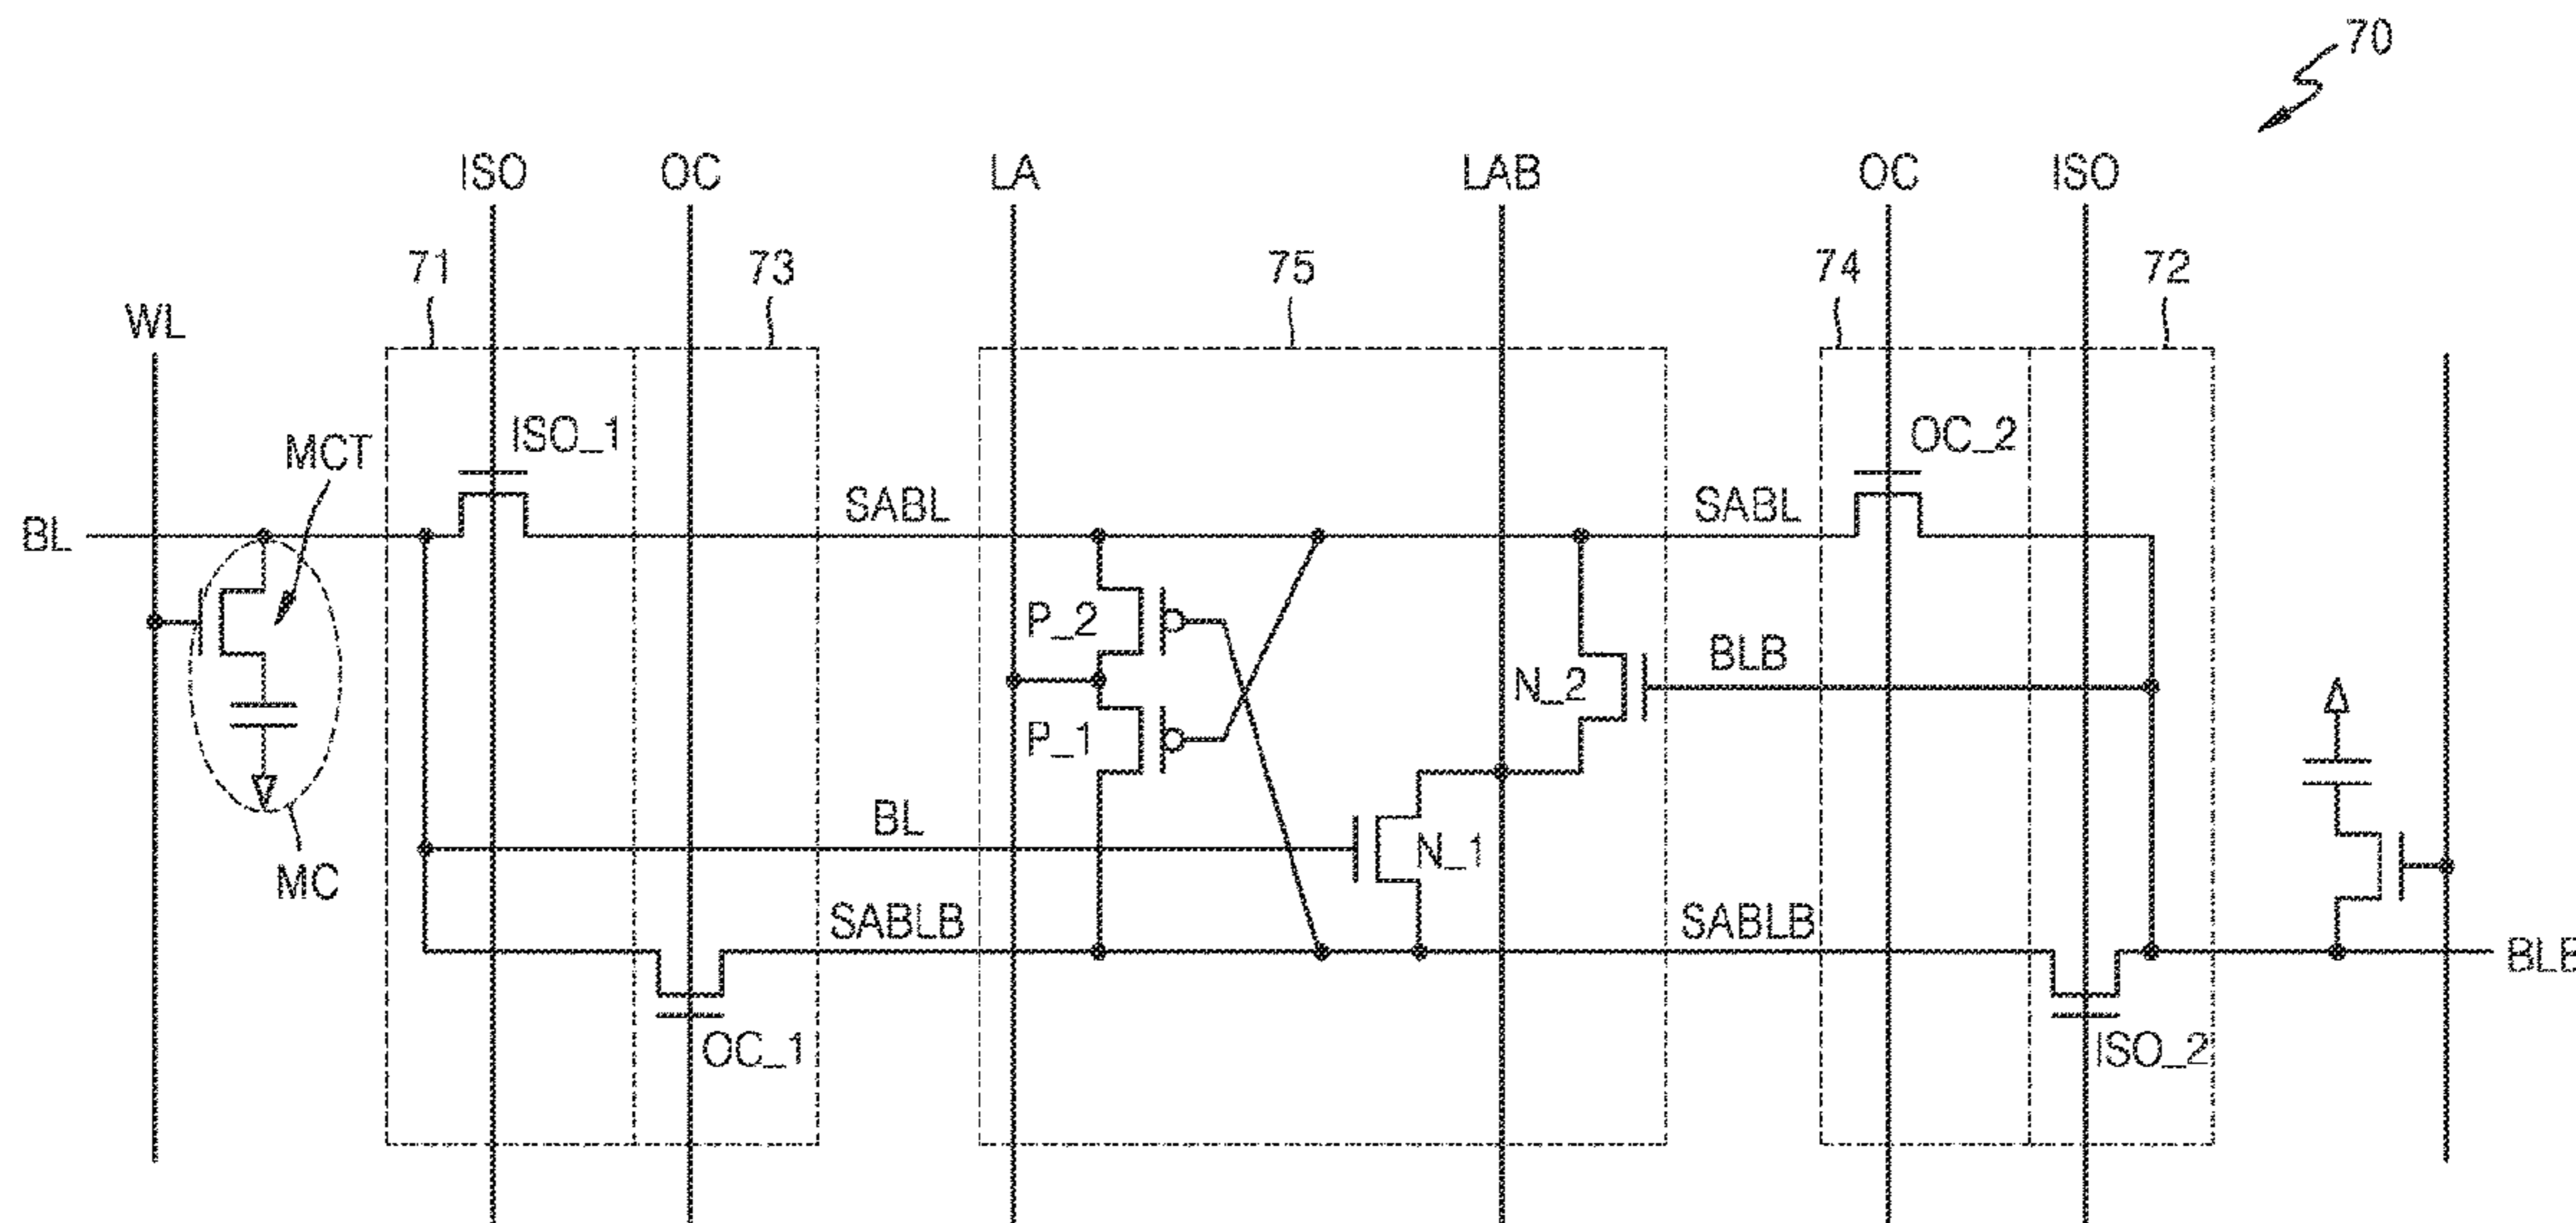 70
ISO OC LA LAB OC ISO
71 73 75 74 72
WL
ISO_1 OC_2
MCT
SABL SABL
BL
P_2 BLB
N_2
P_1
BL
N_1
MC
SABLB SABLB
BLB
OC_1 ISO_2